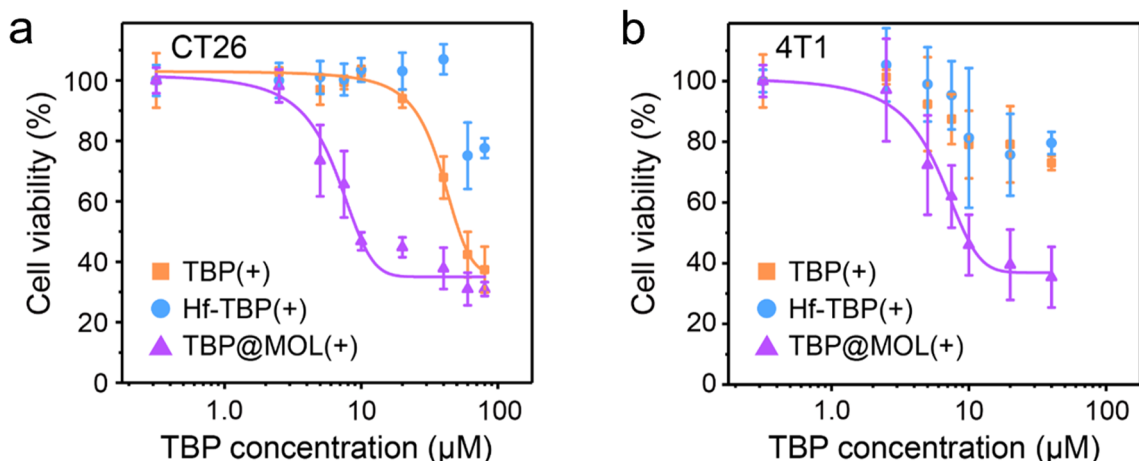 a
CT26
Cell viability (%)
100
80
60
40
20
0
TBP(+)
Hf-TBP(+)
TBP@MOL(+)
1.0
10
100
TBP concentration (μM)
b
4T1
Cell viability (%)
100
80
60
40
20
0
TBP(+)
Hf-TBP(+)
TBP@MOL(+)
1.0
10
100
TBP concentration (μM)